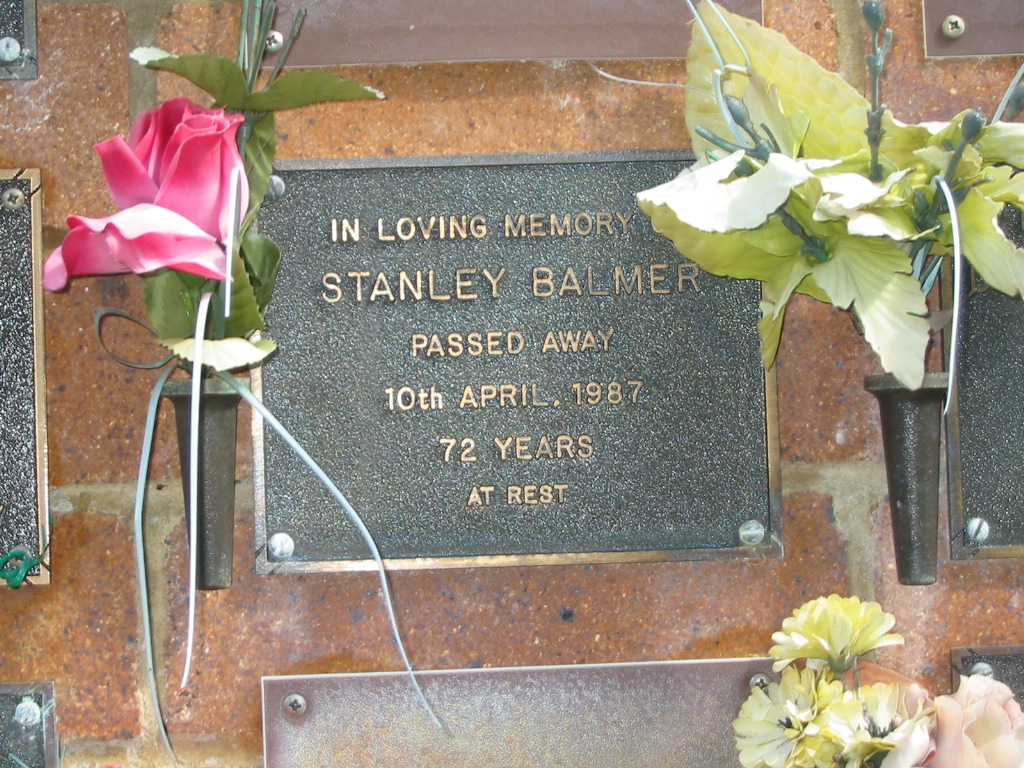 IN LOVING MEMORY
STANLEY BALMER
PASSED AWAY
10th APRIL. 1987
72 YEARS
AT REST